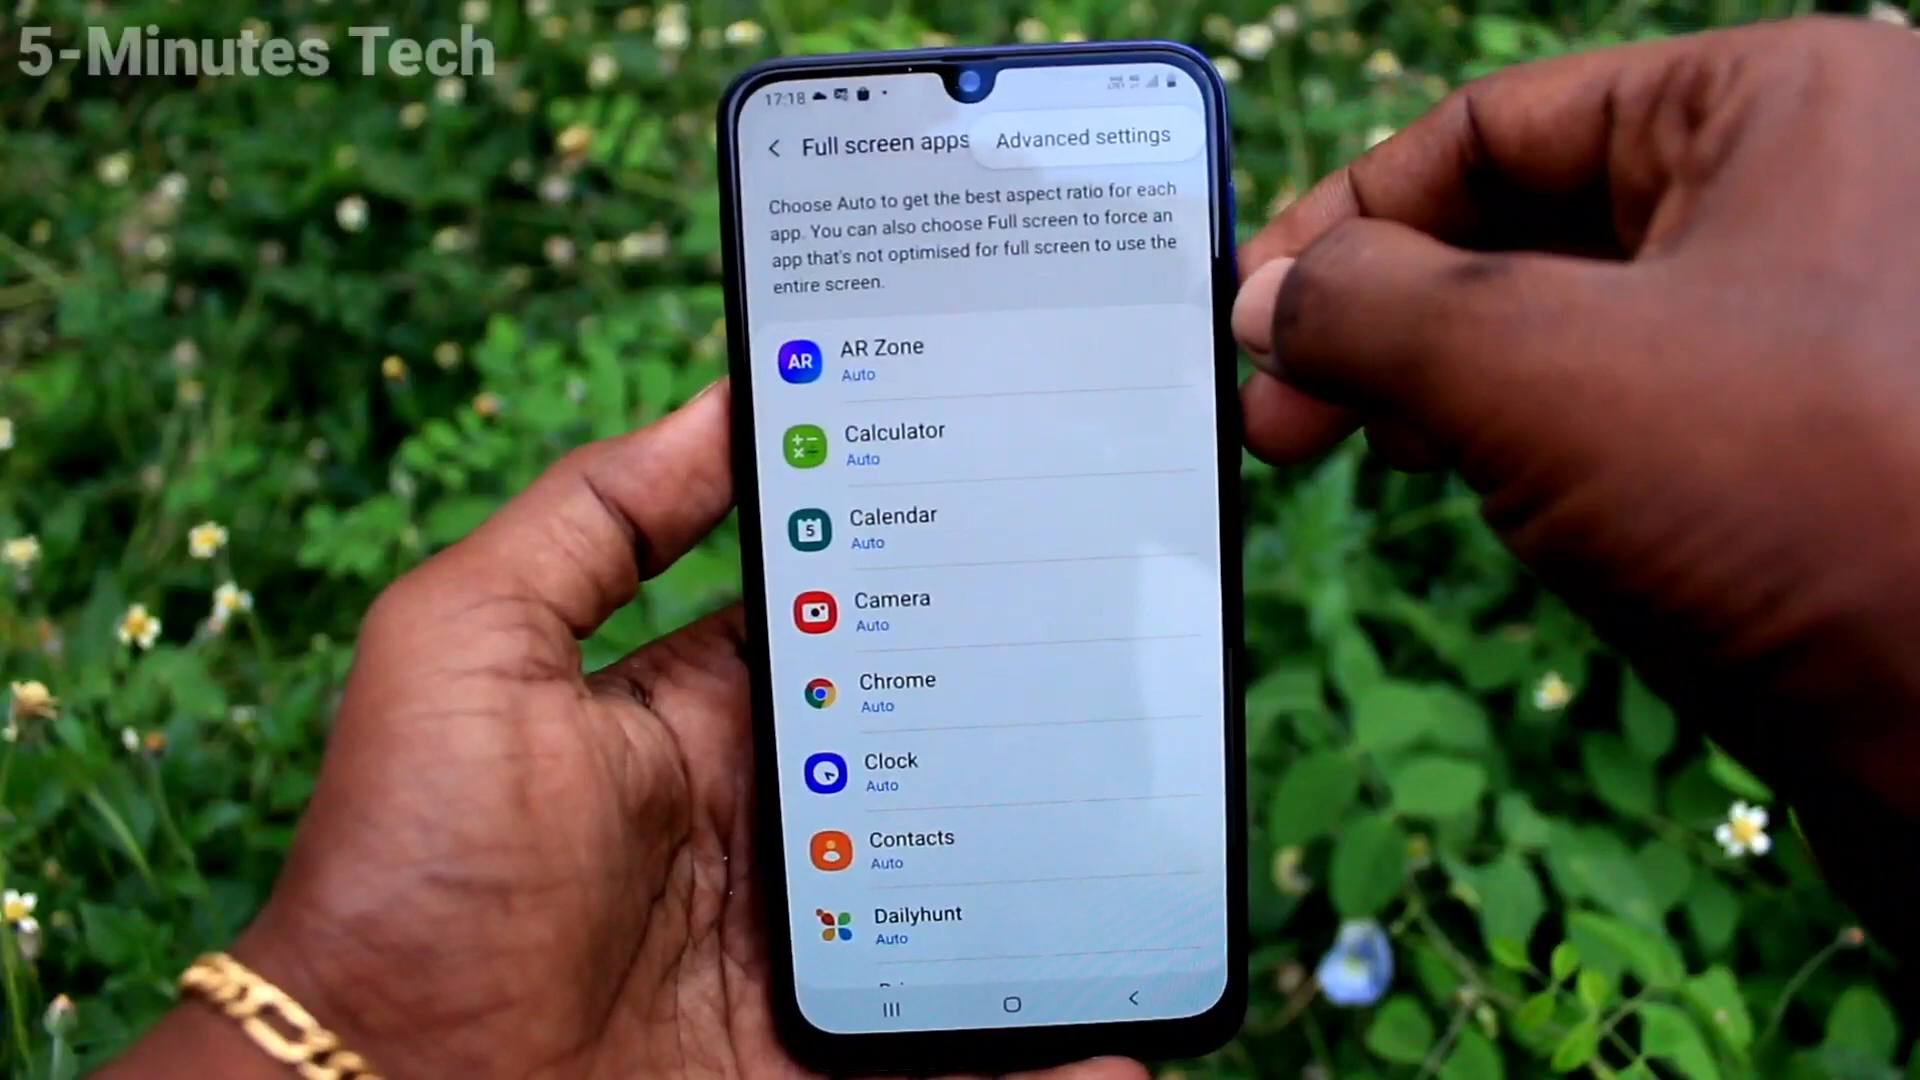 5-Minutes Tech
17:18
Full screen apps
Advanced settings
Choose Auto to get the best aspect ratio for each
app. You can also choose Full screen to force an
app that's not optimised for full screen to use the
entire screen.
AR
AR Zone
Auto
Calculator
Auto
5
Calendar
Auto
Camera
Auto
Chrome
Auto
Clock
Auto
Contacts
Auto
Dailyhunt
Auto